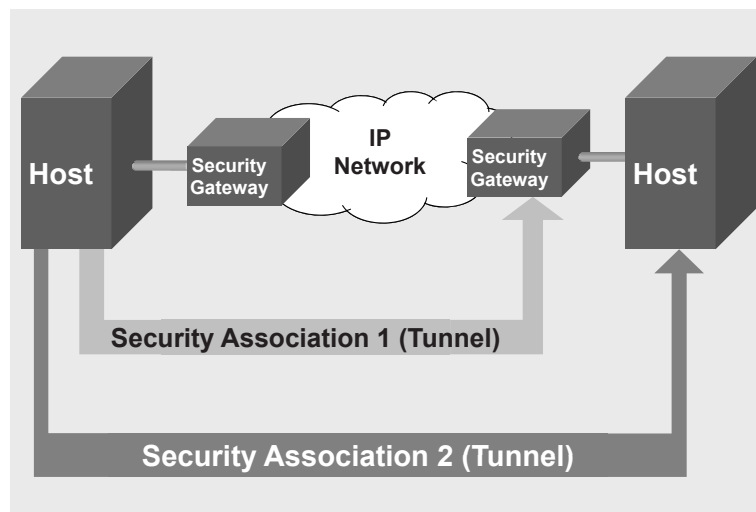 IP
Network
Host
Security
Gateway
Security
Gateway
Host
Security Association 1 (Tunnel)
Security Association 2 (Tunnel)